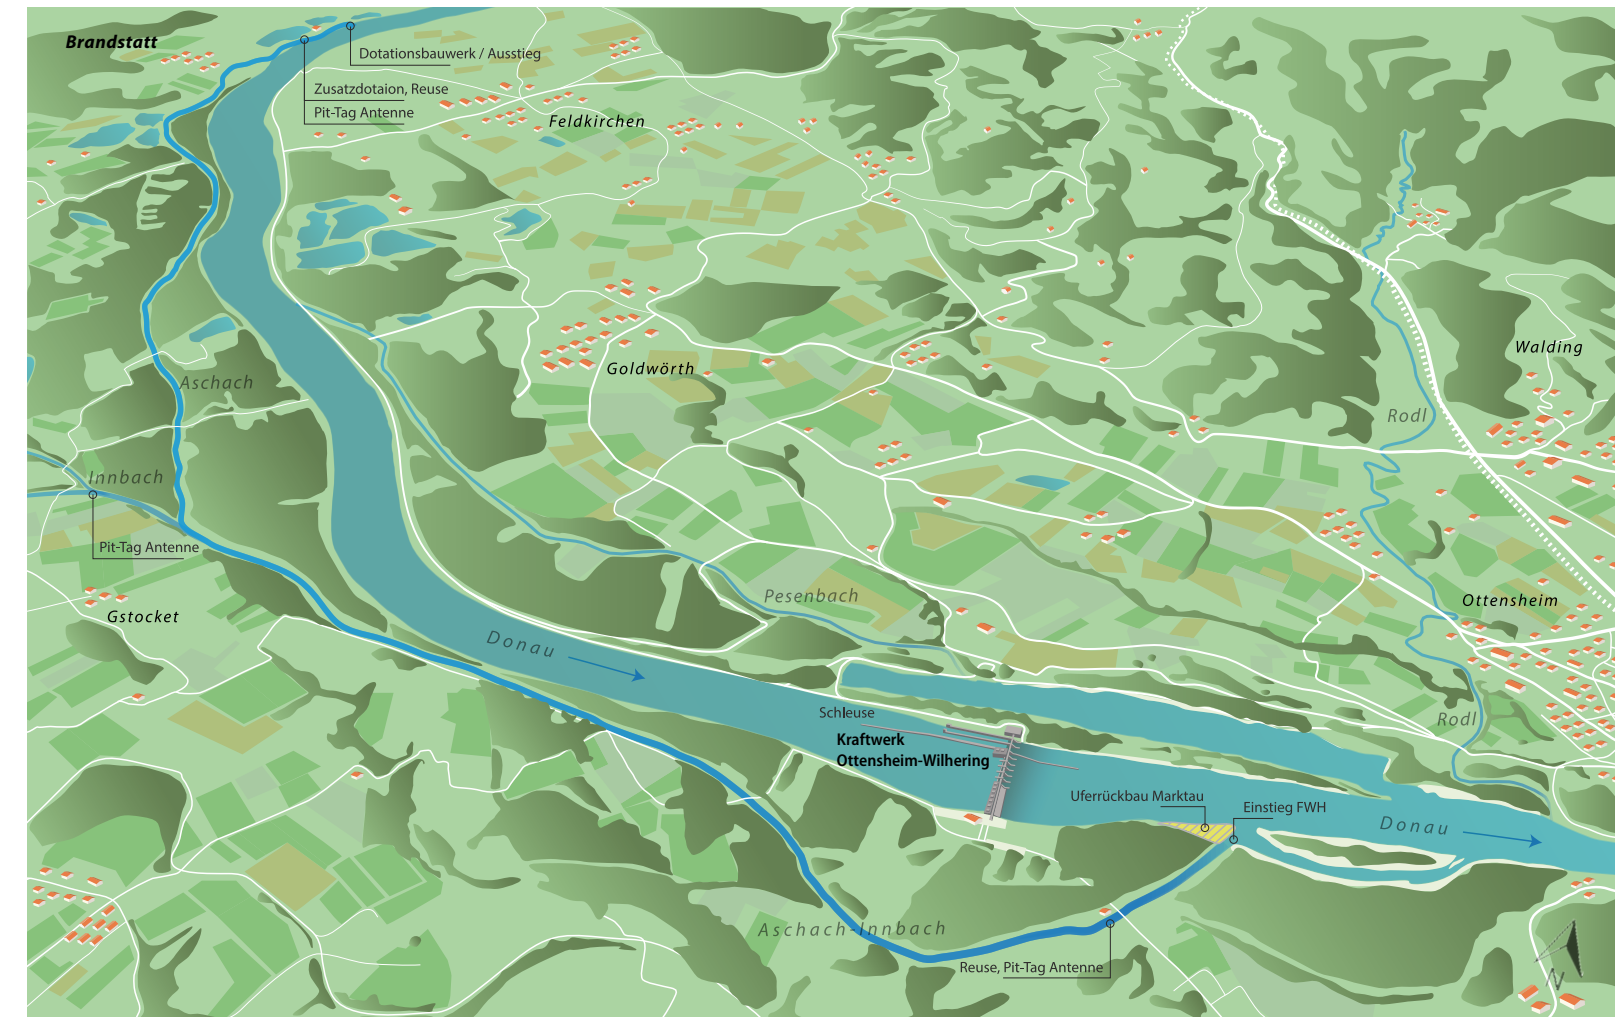 Brandstatt
Dotationsbauwerk / Ausstieg
Zusatzdotaion, Reuse
Pit-Tag Antenne
Feldkirchen
Walding
Goldwörth
Aschach
Rodl
Innbach
Pit-Tag Antenne
Pesenbach
Ottensheim
Gstocket
Donau
Schleuse
Rodl
Kraftwerk
Ottensheim-Wilhering
Uferrückbau Marktau
Einstieg FWH
Donau
Aschach-Innbach
Reuse, Pit-Tag Antenne
N